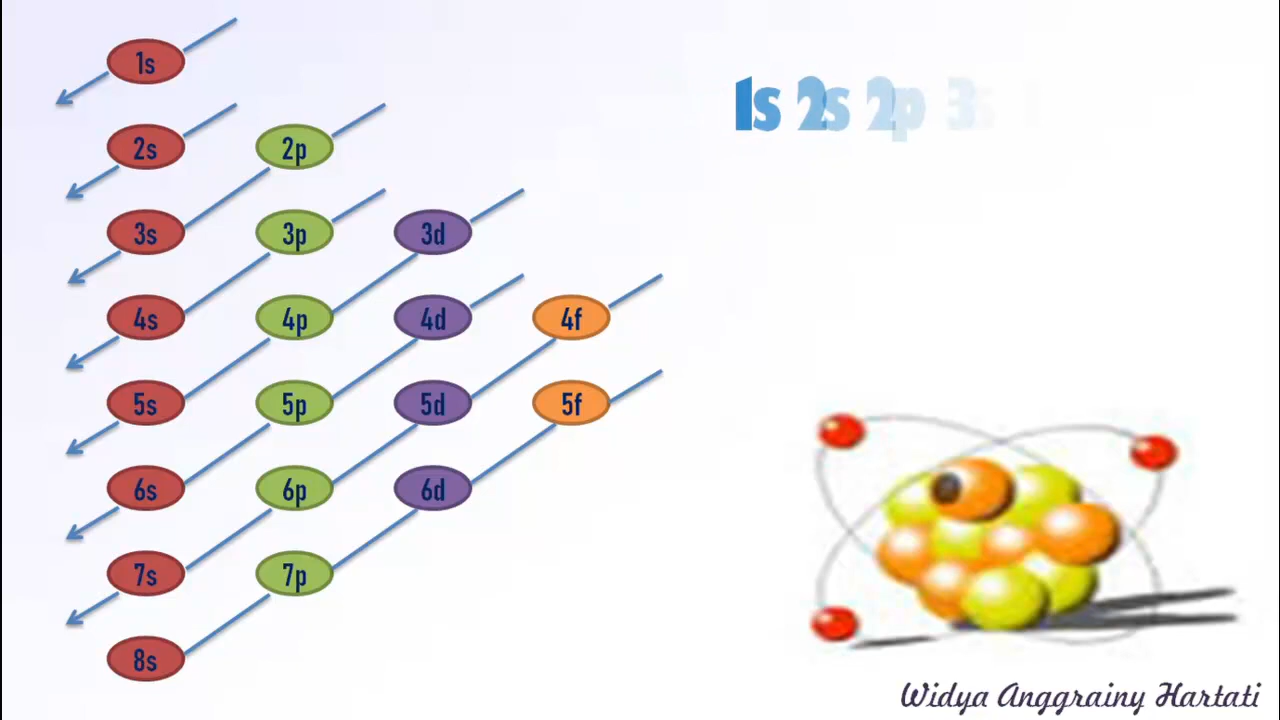 1s
2s 2p
3s 3p 3d
4s 4p 4d 4f
5s 5p 5d 5f
6s 6p 6d
7s 7p
8s
1s 2s 2p 3s
Widya Anggrainy Hartati